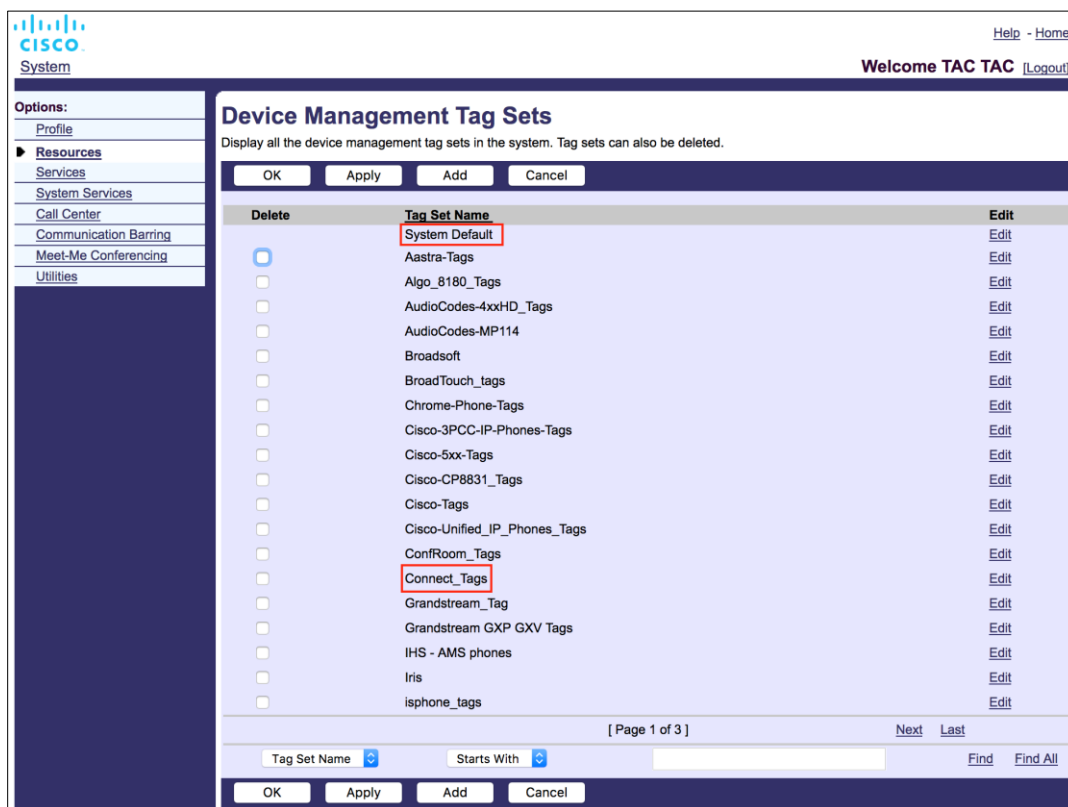 CISCO
Help - Home
System
Welcome TAC TAC [Logout]
Options:
Profile
Resources
Services
System Services
Call Center
Communication Barring
Meet-Me Conferencing
Utilities
Device Management Tag Sets
Display all the device management tag sets in the system. Tag sets can also be deleted.
OK Apply Add Cancel
Delete Tag Set Name Edit
System Default Edit
Aastra-Tags Edit
Algo_8180_Tags Edit
AudioCodes-4xxHD_Tags Edit
AudioCodes-MP114 Edit
Broadsoft Edit
BroadTouch_tags Edit
Chrome-Phone-Tags Edit
Cisco-3PCC-IP-Phones-Tags Edit
Cisco-5xx-Tags Edit
Cisco-CP8831_Tags Edit
Cisco-Tags Edit
Cisco-Unified_IP_Phones_Tags Edit
ConfRoom_Tags Edit
Connect_Tags Edit
Grandstream_Tag Edit
Grandstream GXP GXV Tags Edit
IHS - AMS phones Edit
Iris Edit
isphone_tags Edit
[ Page 1 of 3 ] Next Last
Tag Set Name Starts With Find Find All
OK Apply Add Cancel